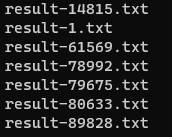 result-14815.txt
result-1.txt
result-61569.txt
result-78992.txt
result-79675.txt
result-80633.txt
result-89828.txt